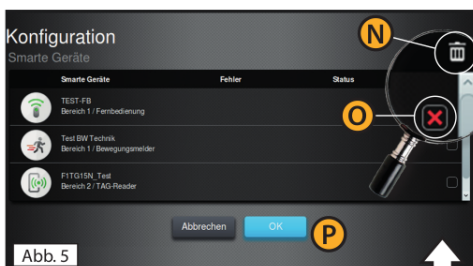 Konfiguration
Smarte Geräte
Smarte Geräte Fehler Status
TEST-FB
Bereich 1 / Fernbedienung
Test BW Technik
Bereich 1 / Bewegungsmelder
F1TG15N_Test
Bereich 2 / TAG-Reader
Abbrechen OK
N
O
P
Abb. 5